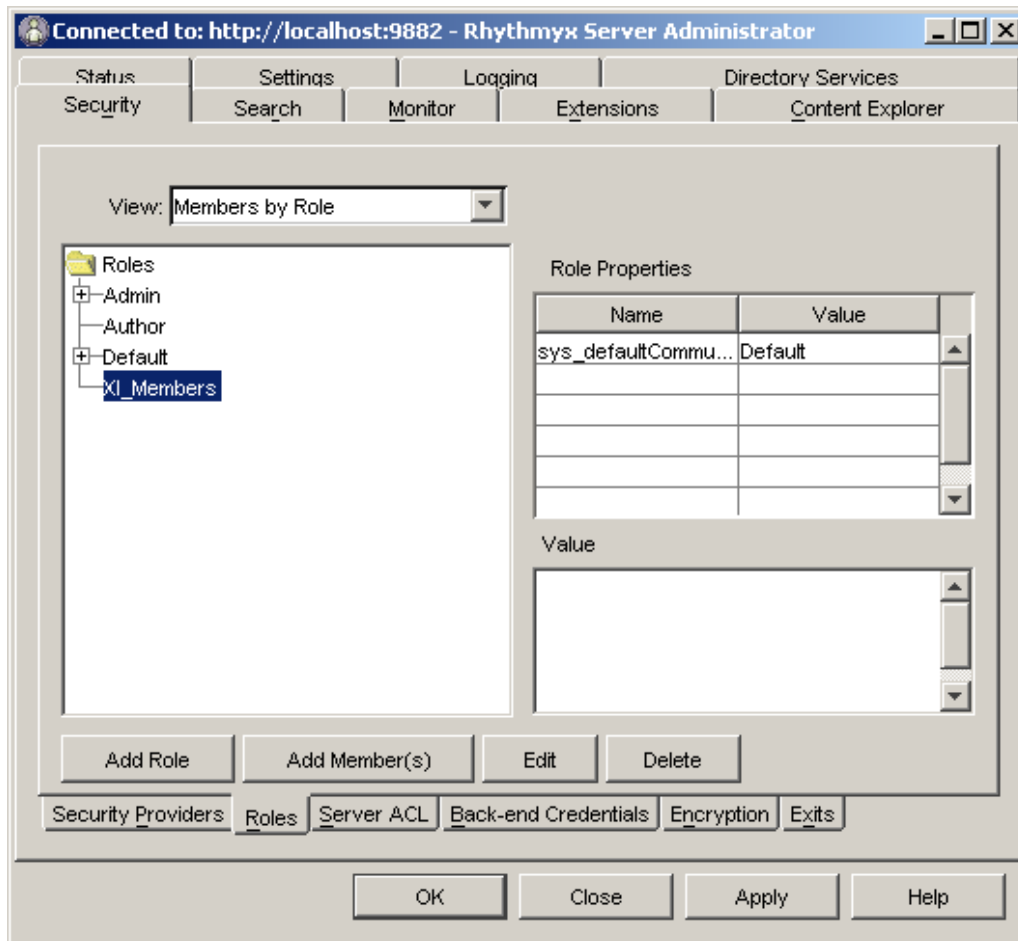 Connected to: http://localhost:9882 - Rhythmyx Server Administrator
Status Settings Logging Directory Services
Security Search Monitor Extensions Content Explorer
View: Members by Role
Roles
Admin
Author
Default
XI_Members
Role Properties
Name Value
sys_defaultCommu... Default
Value
Add Role Add Member(s) Edit Delete
Security Providers Roles Server ACL Back-end Credentials Encryption Exits
OK Close Apply Help